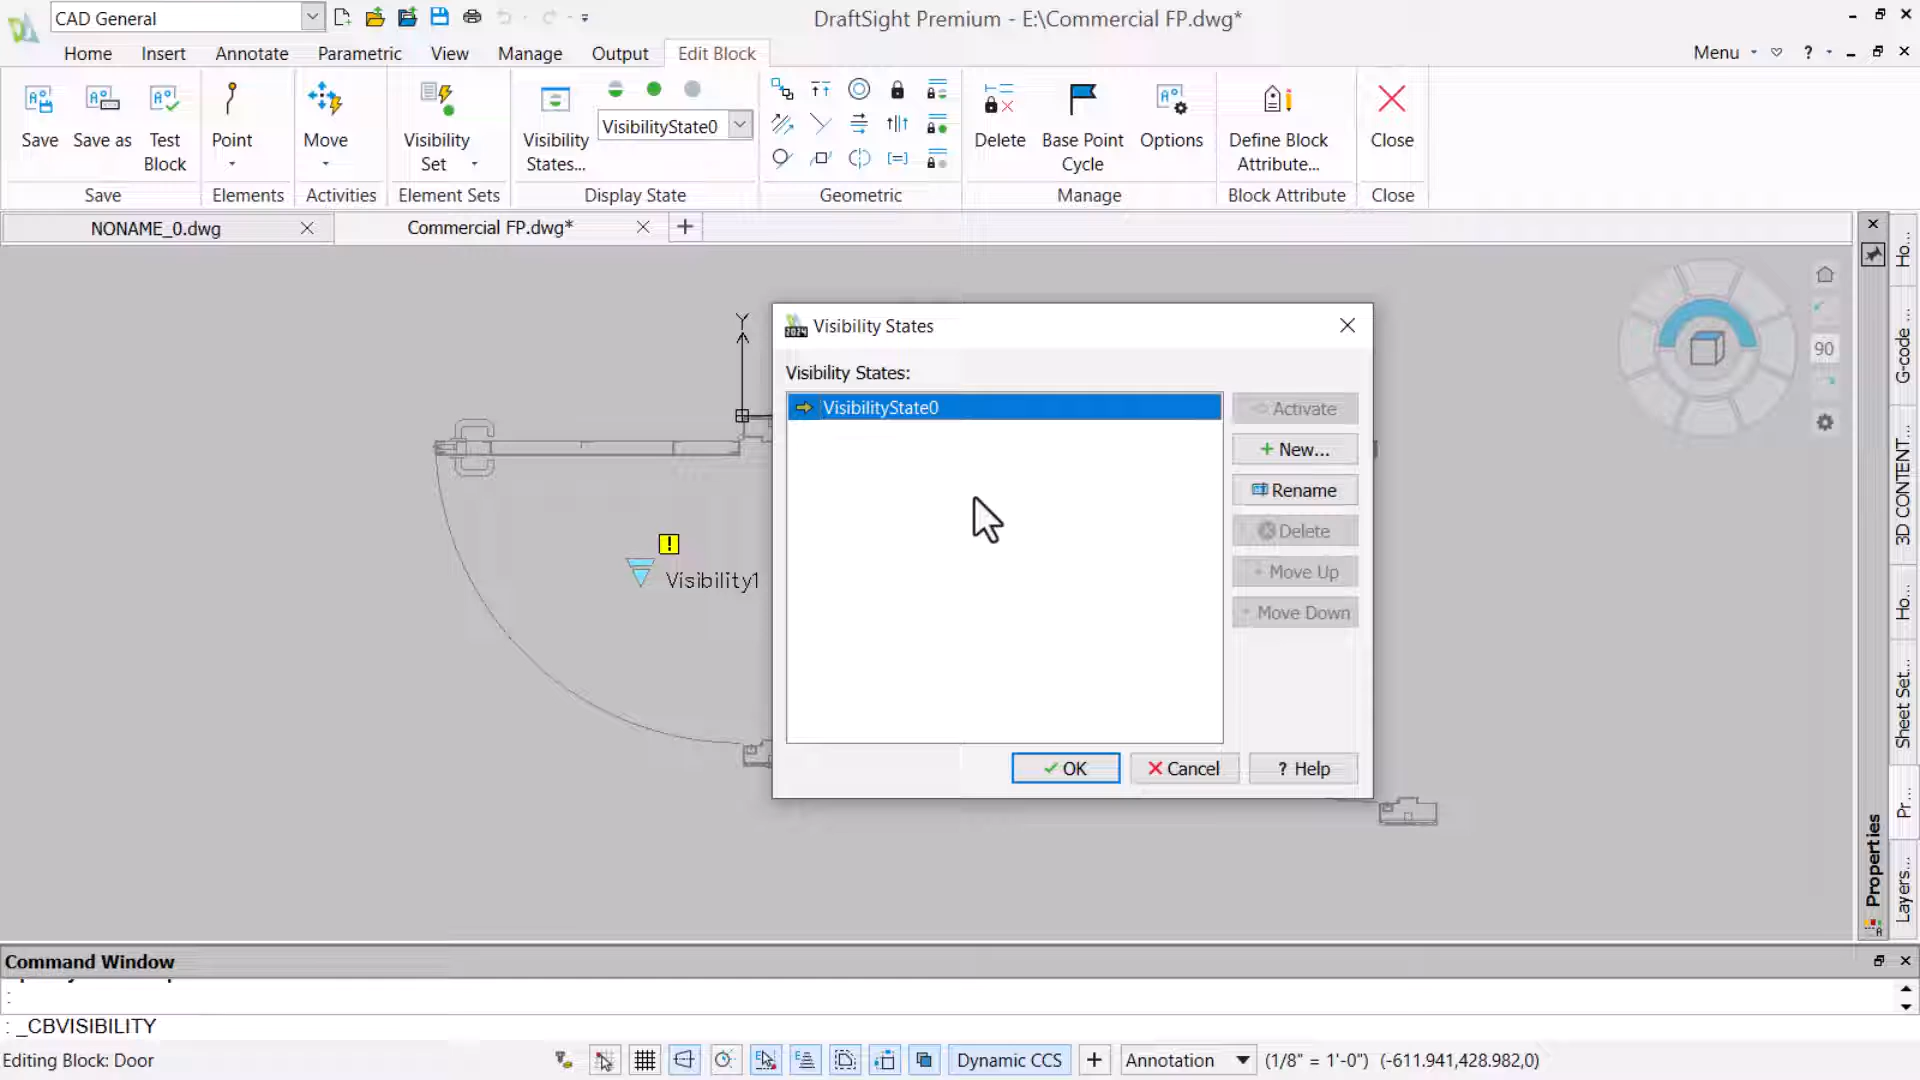 CAD General
DraftSight Premium - E:\Commercial FP.dwg*
Home Insert Annotate Parametric View Manage Output Edit Block
Menu ?
Save Save as Test Block
Point
Move
Visibility Set
Visibility States...
VisibilityState0
Delete Base Point Cycle Options
Define Block Attribute...
Close
Save Elements Activities Element Sets Display State Geometric Manage Block Attribute Close
NONAME_0.dwg Commercial FP.dwg* +
Y
Visibility States
2024
Visibility States:
VisibilityState0
Activate
New...
Rename
Delete
Move Up
Move Down
OK Cancel ? Help
!
Visibility1
90
Ho...
G-code ...
3D CONTENT...
Ho...
Sheet Set...
Pr...
Layers...
Properties
Command Window
:
: _CBVISIBILITY
Editing Block: Door
Dynamic CCS + Annotation (1/8" = 1'-0") (-611.941,428.982,0)